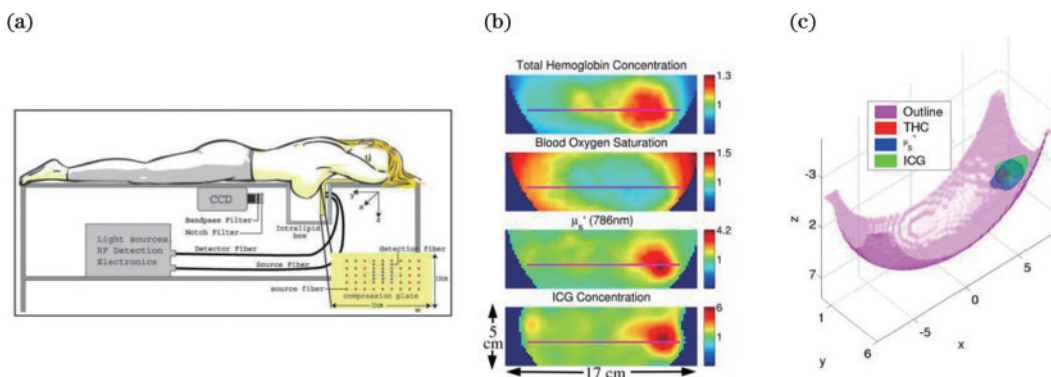 (a)
CCD
Bandpass Filter
Notch Filter
Intralipid
box
y
x
z
Light sources,
RF Detection
Electronics
Detector Fiber
Source Fiber
detection fiber
source fiber
compression plate
(b)
Total Hemoglobin Concentration
1.3
1
Blood Oxygen Saturation
1.5
1
μs' (786nm)
4.2
1
ICG Concentration
6
1
5
cm
17 cm
(c)
Outline
THC
μs'
ICG
-3
2
7
z
1
6
y
-5
0
5
x